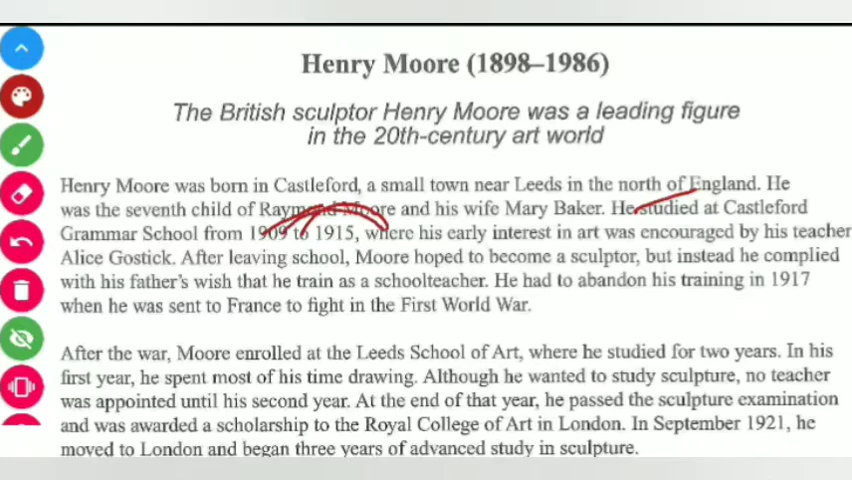 Henry Moore (1898–1986)
The British sculptor Henry Moore was a leading figure
in the 20th-century art world
Henry Moore was born in Castleford, a small town near Leeds in the north of England. He
was the seventh child of Raymond Moore and his wife Mary Baker. He studied at Castleford
Grammar School from 1909 to 1915, where his early interest in art was encouraged by his teacher
Alice Gostick. After leaving school, Moore hoped to become a sculptor, but instead he complied
with his father's wish that he train as a schoolteacher. He had to abandon his training in 1917
when he was sent to France to fight in the First World War.
After the war, Moore enrolled at the Leeds School of Art, where he studied for two years. In his
first year, he spent most of his time drawing. Although he wanted to study sculpture, no teacher
was appointed until his second year. At the end of that year, he passed the sculpture examination
and was awarded a scholarship to the Royal College of Art in London. In September 1921, he
moved to London and began three years of advanced study in sculpture.